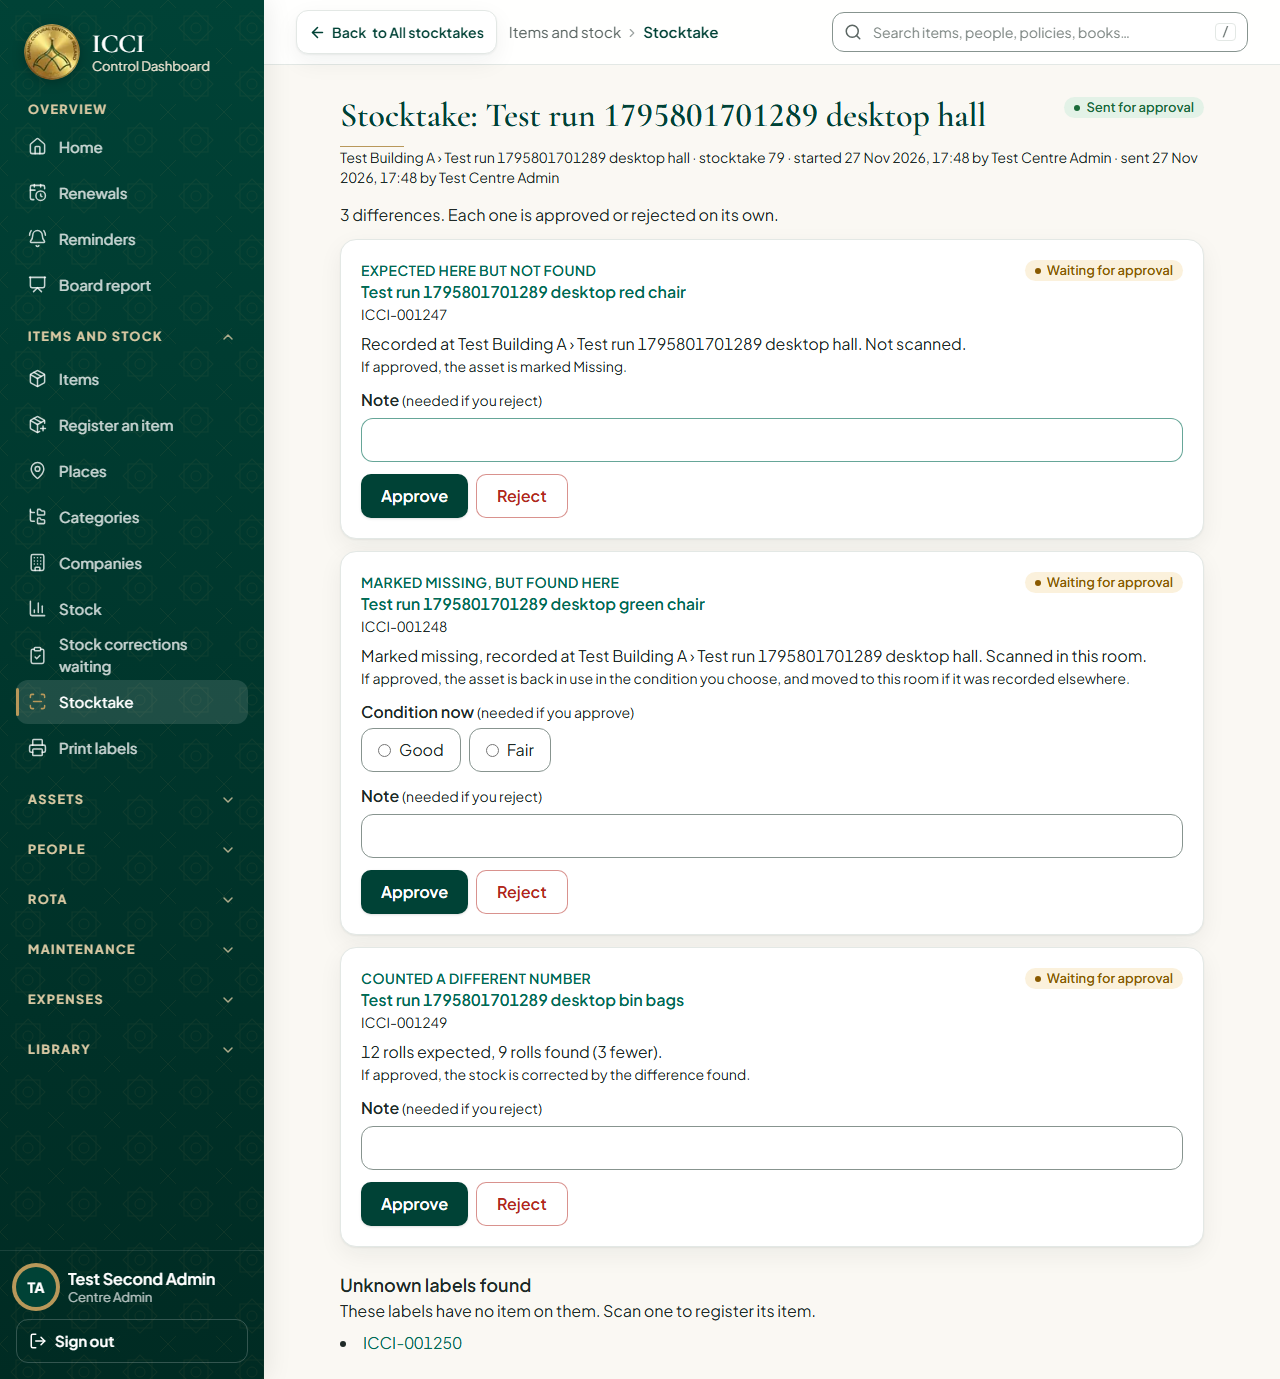 ICCI
Control Dashboard
OVERVIEW
Home
Renewals
Reminders
Board report
ITEMS AND STOCK
Items
Register an item
Places
Categories
Companies
Stock
Stock corrections
waiting
Stocktake
Print labels
ASSETS
PEOPLE
ROTA
MAINTENANCE
EXPENSES
LIBRARY
TA
Test Second Admin
Centre Admin
Sign out
Back to All stocktakes
Items and stock › Stocktake
Search items, people, policies, books…
/
Stocktake: Test run 1795801701289 desktop hall
Sent for approval
Test Building A › Test run 1795801701289 desktop hall · stocktake 79 · started 27 Nov 2026, 17:48 by Test Centre Admin · sent 27 Nov
2026, 17:48 by Test Centre Admin
3 differences. Each one is approved or rejected on its own.
EXPECTED HERE BUT NOT FOUND
Waiting for approval
Test run 1795801701289 desktop red chair
ICCI-001247
Recorded at Test Building A › Test run 1795801701289 desktop hall. Not scanned.
If approved, the asset is marked Missing.
Note (needed if you reject)
Approve
Reject
MARKED MISSING, BUT FOUND HERE
Waiting for approval
Test run 1795801701289 desktop green chair
ICCI-001248
Marked missing, recorded at Test Building A › Test run 1795801701289 desktop hall. Scanned in this room.
If approved, the asset is back in use in the condition you choose, and moved to this room if it was recorded elsewhere.
Condition now (needed if you approve)
Good
Fair
Note (needed if you reject)
Approve
Reject
COUNTED A DIFFERENT NUMBER
Waiting for approval
Test run 1795801701289 desktop bin bags
ICCI-001249
12 rolls expected, 9 rolls found (3 fewer).
If approved, the stock is corrected by the difference found.
Note (needed if you reject)
Approve
Reject
Unknown labels found
These labels have no item on them. Scan one to register its item.
• ICCI-001250